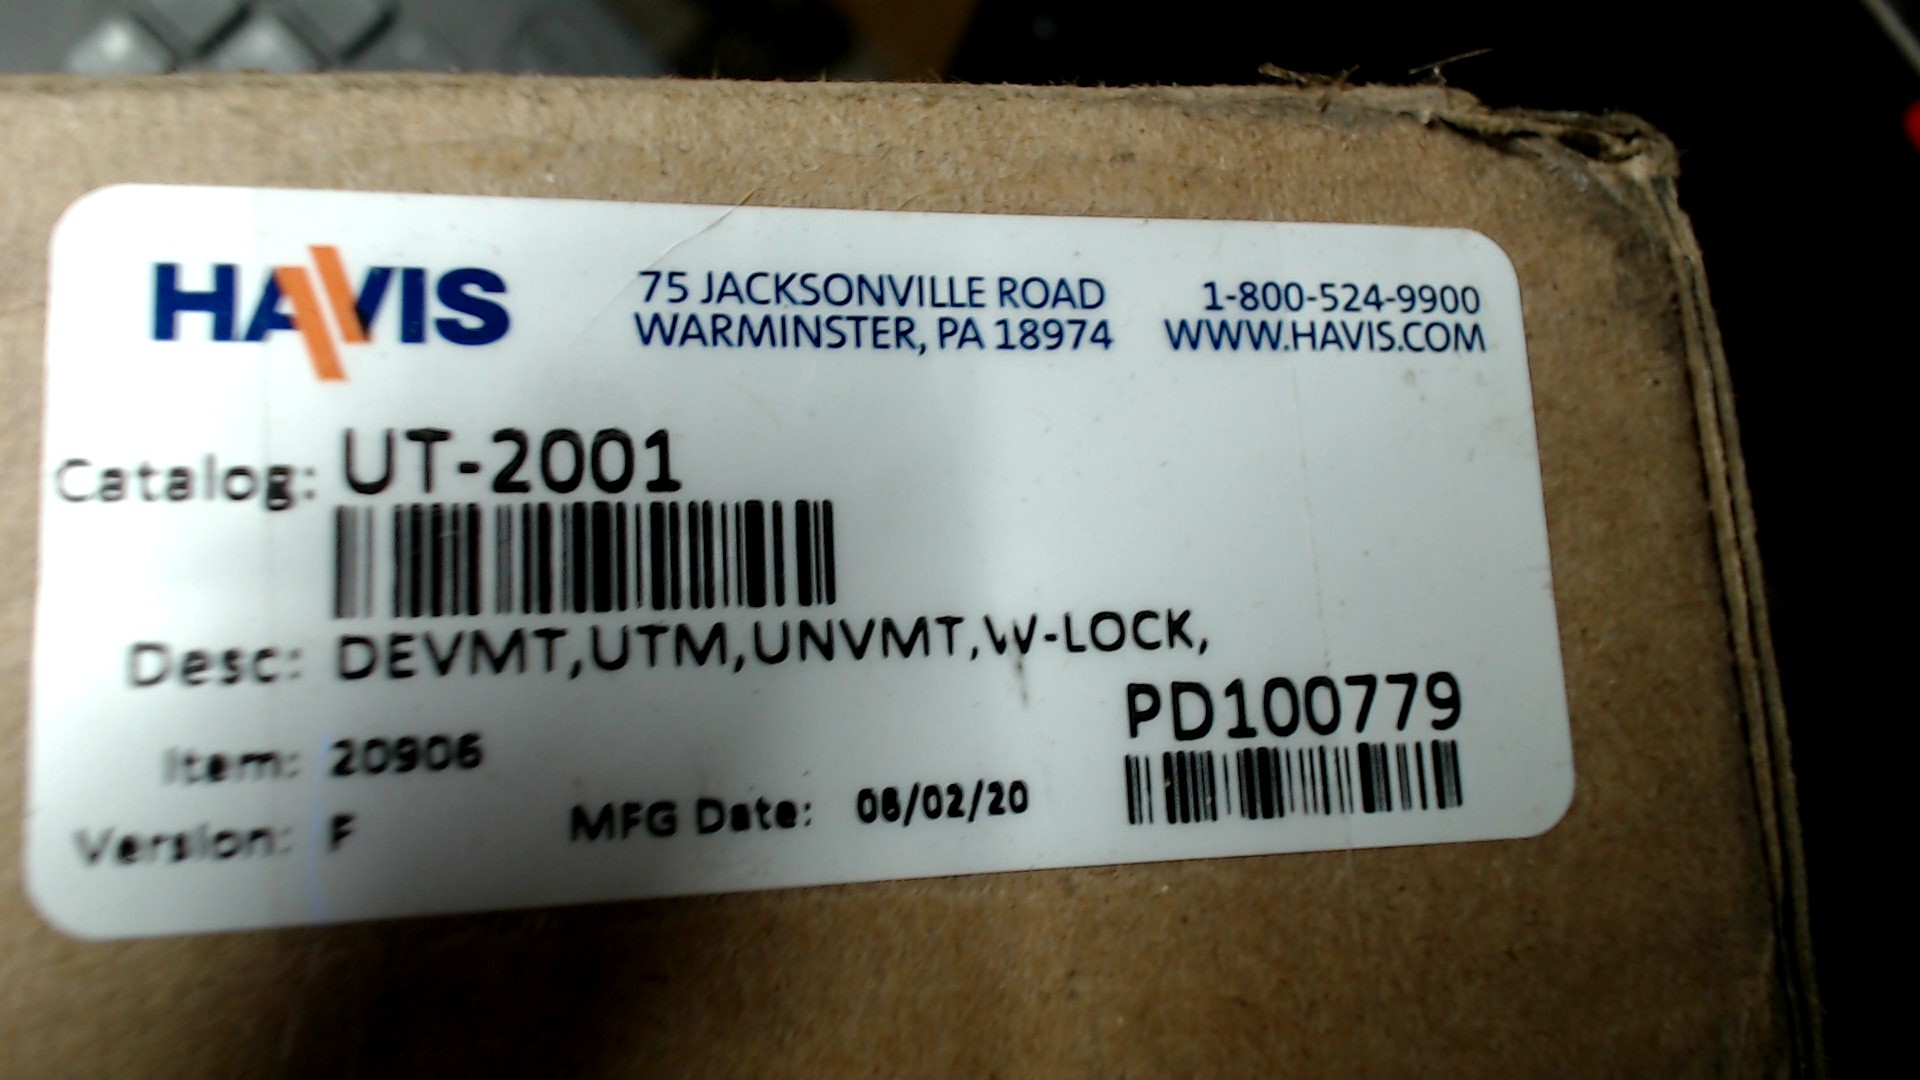 HAVIS
75 JACKSONVILLE ROAD
WARMINSTER, PA 18974
1-800-524-9900
WWW.HAVIS.COM
Catalog: UT-2001
Desc: DEVMT,UTM,UNVMT,W-LOCK,
PD100779
Item: 20906
Version: F
MFG Date: 06/02/20